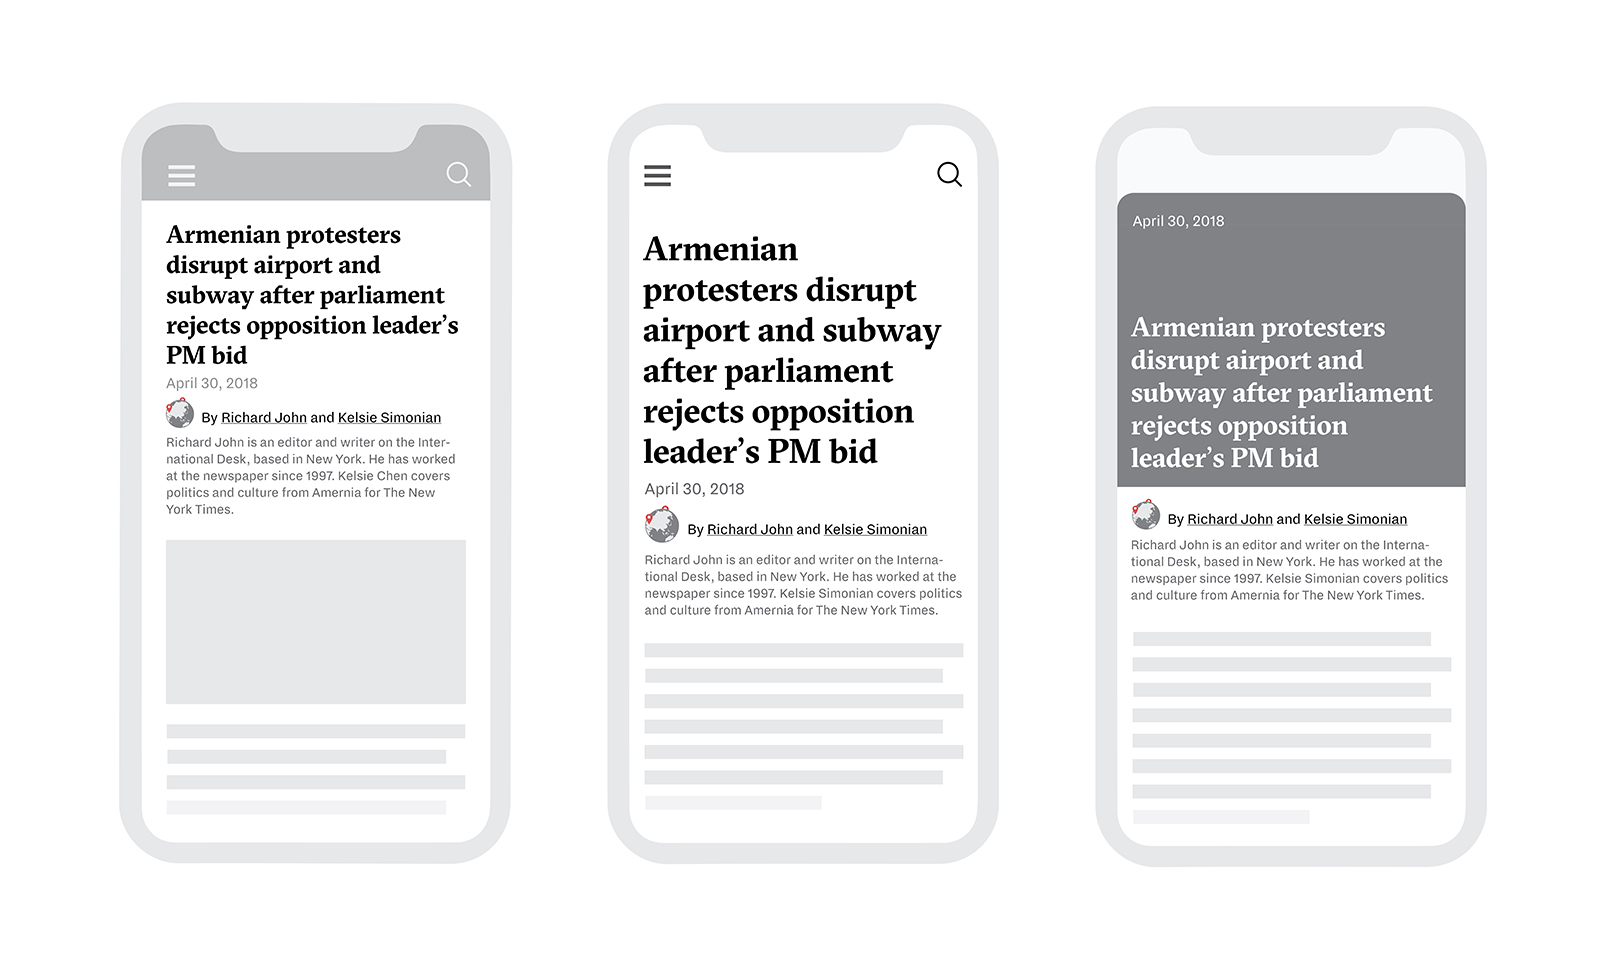 Armenian protesters
disrupt airport and
subway after parliament
rejects opposition leader’s
PM bid
April 30, 2018
By Richard John and Kelsie Simonian
Richard John is an editor and writer on the Inter-
national Desk, based in New York. He has worked
at the newspaper since 1997. Kelsie Chen covers
politics and culture from Amernia for The New
York Times.
Armenian
protesters disrupt
airport and subway
after parliament
rejects opposition
leader’s PM bid
April 30, 2018
By Richard John and Kelsie Simonian
Richard John is an editor and writer on the Interna-
tional Desk, based in New York. He has worked at the
newspaper since 1997. Kelsie Simonian covers politics
and culture from Amernia for The New York Times.
April 30, 2018
Armenian protesters
disrupt airport and
subway after parliament
rejects opposition
leader’s PM bid
By Richard John and Kelsie Simonian
Richard John is an editor and writer on the Interna-
tional Desk, based in New York. He has worked at the
newspaper since 1997. Kelsie Simonian covers politics
and culture from Amernia for The New York Times.